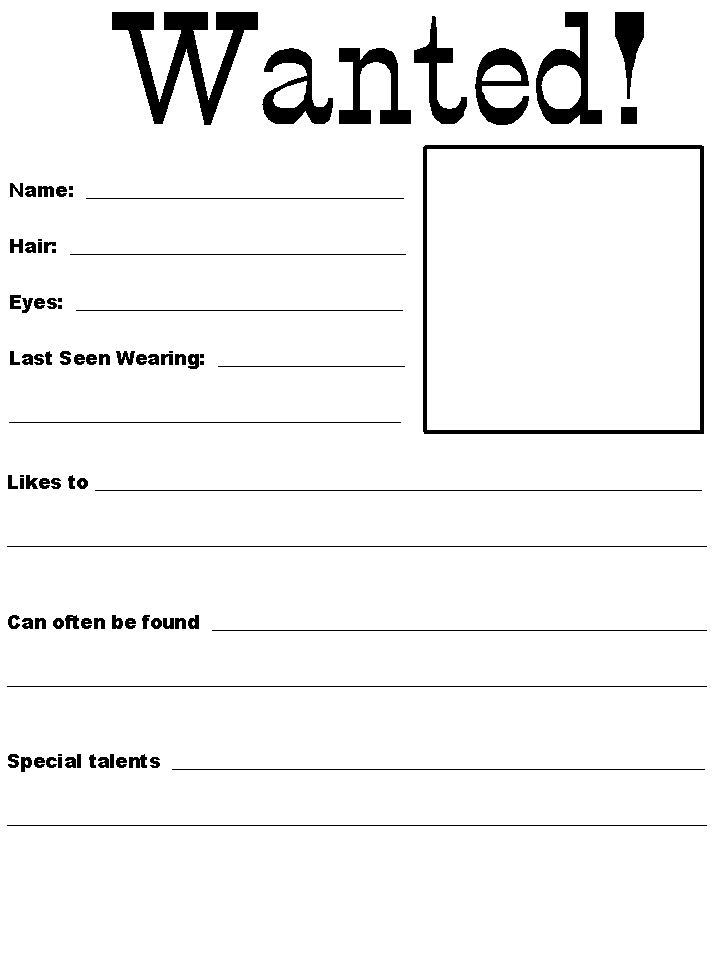 Wanted!
Name:
Hair:
Eyes:
Last Seen Wearing:
Likes to
Can often be found
Special talents